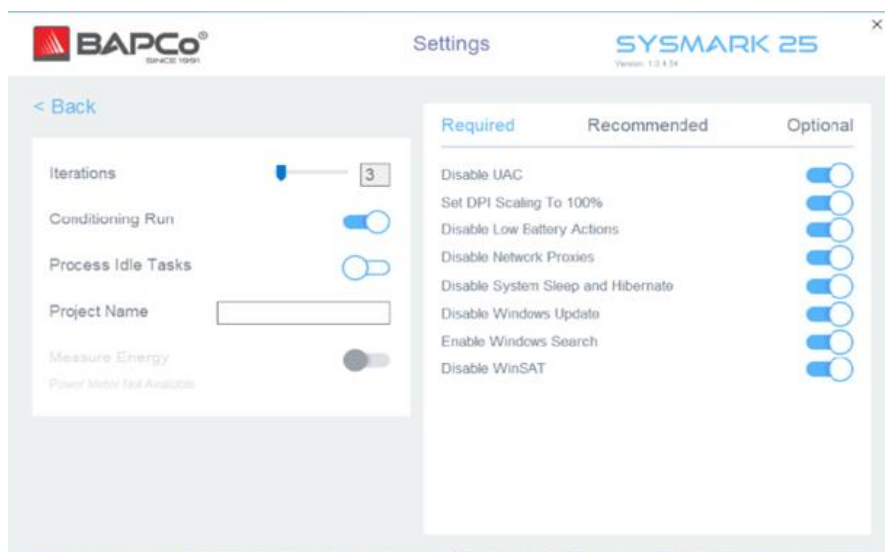 BAPCo®
SINCE 1991
Settings
SYSMARK 25
×
< Back
Iterations
3
Conditioning Run
Process Idle Tasks
Project Name
Measure Energy
Power Meter Not Available
Required Recommended Optional
Disable UAC
Set DPI Scaling To 100%
Disable Low Battery Actions
Disable Network Proxies
Disable System Sleep and Hibernate
Disable Windows Update
Enable Windows Search
Disable WinSAT